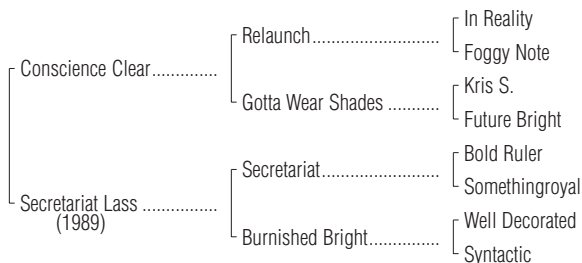 In Reality
Relaunch..........................
Foggy Note
Conscience Clear..............
Kris S.
Gotta Wear Shades ...........
Future Bright
Bold Ruler
Secretariat........................
Somethingroyal
Secretariat Lass ................
(1989)
Well Decorated
Burnished Bright...............
Syntactic